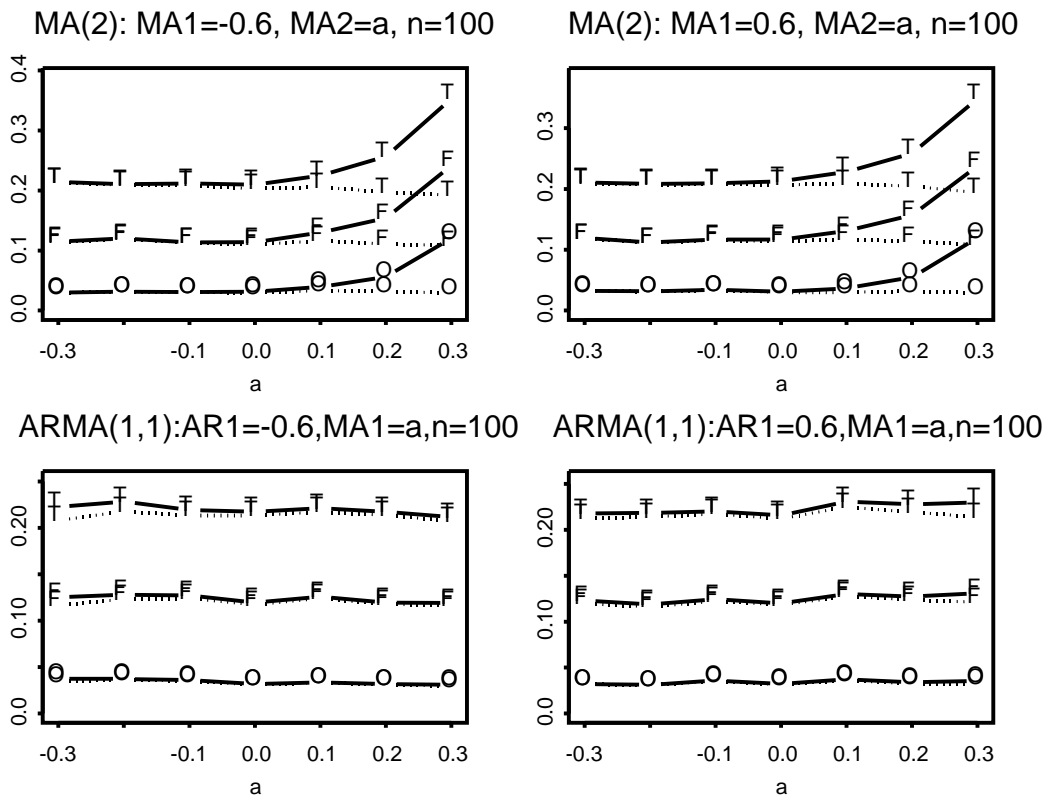 MA(2): MA1=-0.6, MA2=a, n=100
0.4
0.3
0.2
0.1
0.0
T T T T T T T
T T T T T T T
F F F F F F F
F F F F F F F
O O O O O O O
O O O O O O O
-0.3 -0.1 0.0 0.1 0.2 0.3
a
MA(2): MA1=0.6, MA2=a, n=100
0.3
0.2
0.1
0.0
T T T T T T T
T T T T T T T
F F F F F F F
F F F F F F F
O O O O O O O
O O O O O O O
-0.3 -0.1 0.0 0.1 0.2 0.3
a
ARMA(1,1):AR1=-0.6,MA1=a,n=100
0.20
0.10
0.0
T T T T T T T
T T T T T T T
F F F F F F F
F F F F F F F
O O O O O O O
O O O O O O O
-0.3 -0.1 0.0 0.1 0.2 0.3
a
ARMA(1,1):AR1=0.6,MA1=a,n=100
0.20
0.10
0.0
T T T T T T T
T T T T T T T
F F F F F F F
F F F F F F F
O O O O O O O
O O O O O O O
-0.3 -0.1 0.0 0.1 0.2 0.3
a